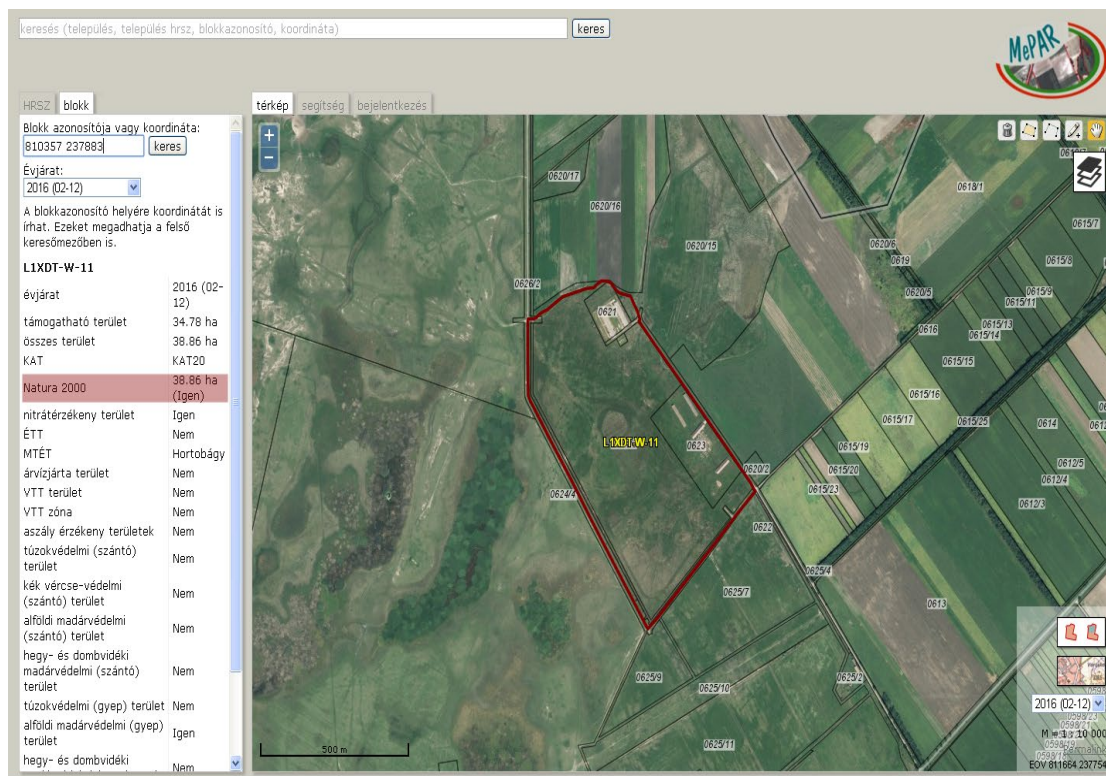 keresés (település, település hrsz, blokkazonosító, koordináta) keres
MePAR
HRSZ blokk
térkép segítség bejelentkezés
Blokk azonosítója vagy koordináta:
810357 237883 keres
Évjárat:
2016 (02-12)
A blokkazonosító helyére koordinátát is
írhat. Ezeket megadhatja a felső
keresőmezőben is.
L1XDT-W-11
évjárat 2016 (02-
12)
támogatható terület 34.78 ha
összes terület 38.86 ha
KAT KAT20
Natura 2000 38.86 ha
(Igen)
nitrátérzékeny terület Igen
ÉTT Nem
MTÉT Hortobágy
árvízjárta terület Nem
VTT terület Nem
VTT zóna Nem
aszály érzékeny területek Nem
túzokvédelmi (szántó)
terület Nem
kék vércse-védelmi
(szántó) terület Nem
alföldi madárvédelmi
(szántó) terület Nem
hegy- és dombvidéki
madárvédelmi (szántó)
terület Nem
túzokvédelmi (gyep) terület Nem
alföldi madárvédelmi (gyep)
terület Igen
hegy- és dombvidéki
Nem
+
−
0620/17
0620/16
0618/1
0615/7
0620/15
0620/6
0619
0615/8
0626/2
0620/5
0615/9
0615/11
0621
0616
0615/13
0615/14
0615/15
0615/16
0615/17
0615/25
0614
L1XDT-W-11
0623
0615/19
0620/2
0615/20
0612/5
0615/23
0612/4
0624/4
0612/3
0622
0625/4
0625/7
0613
0625/9
0625/2
0625/10
0625/11
2016 (02-12)
0598/23
0598/21
500 m
permalink
EOV 811664 237754